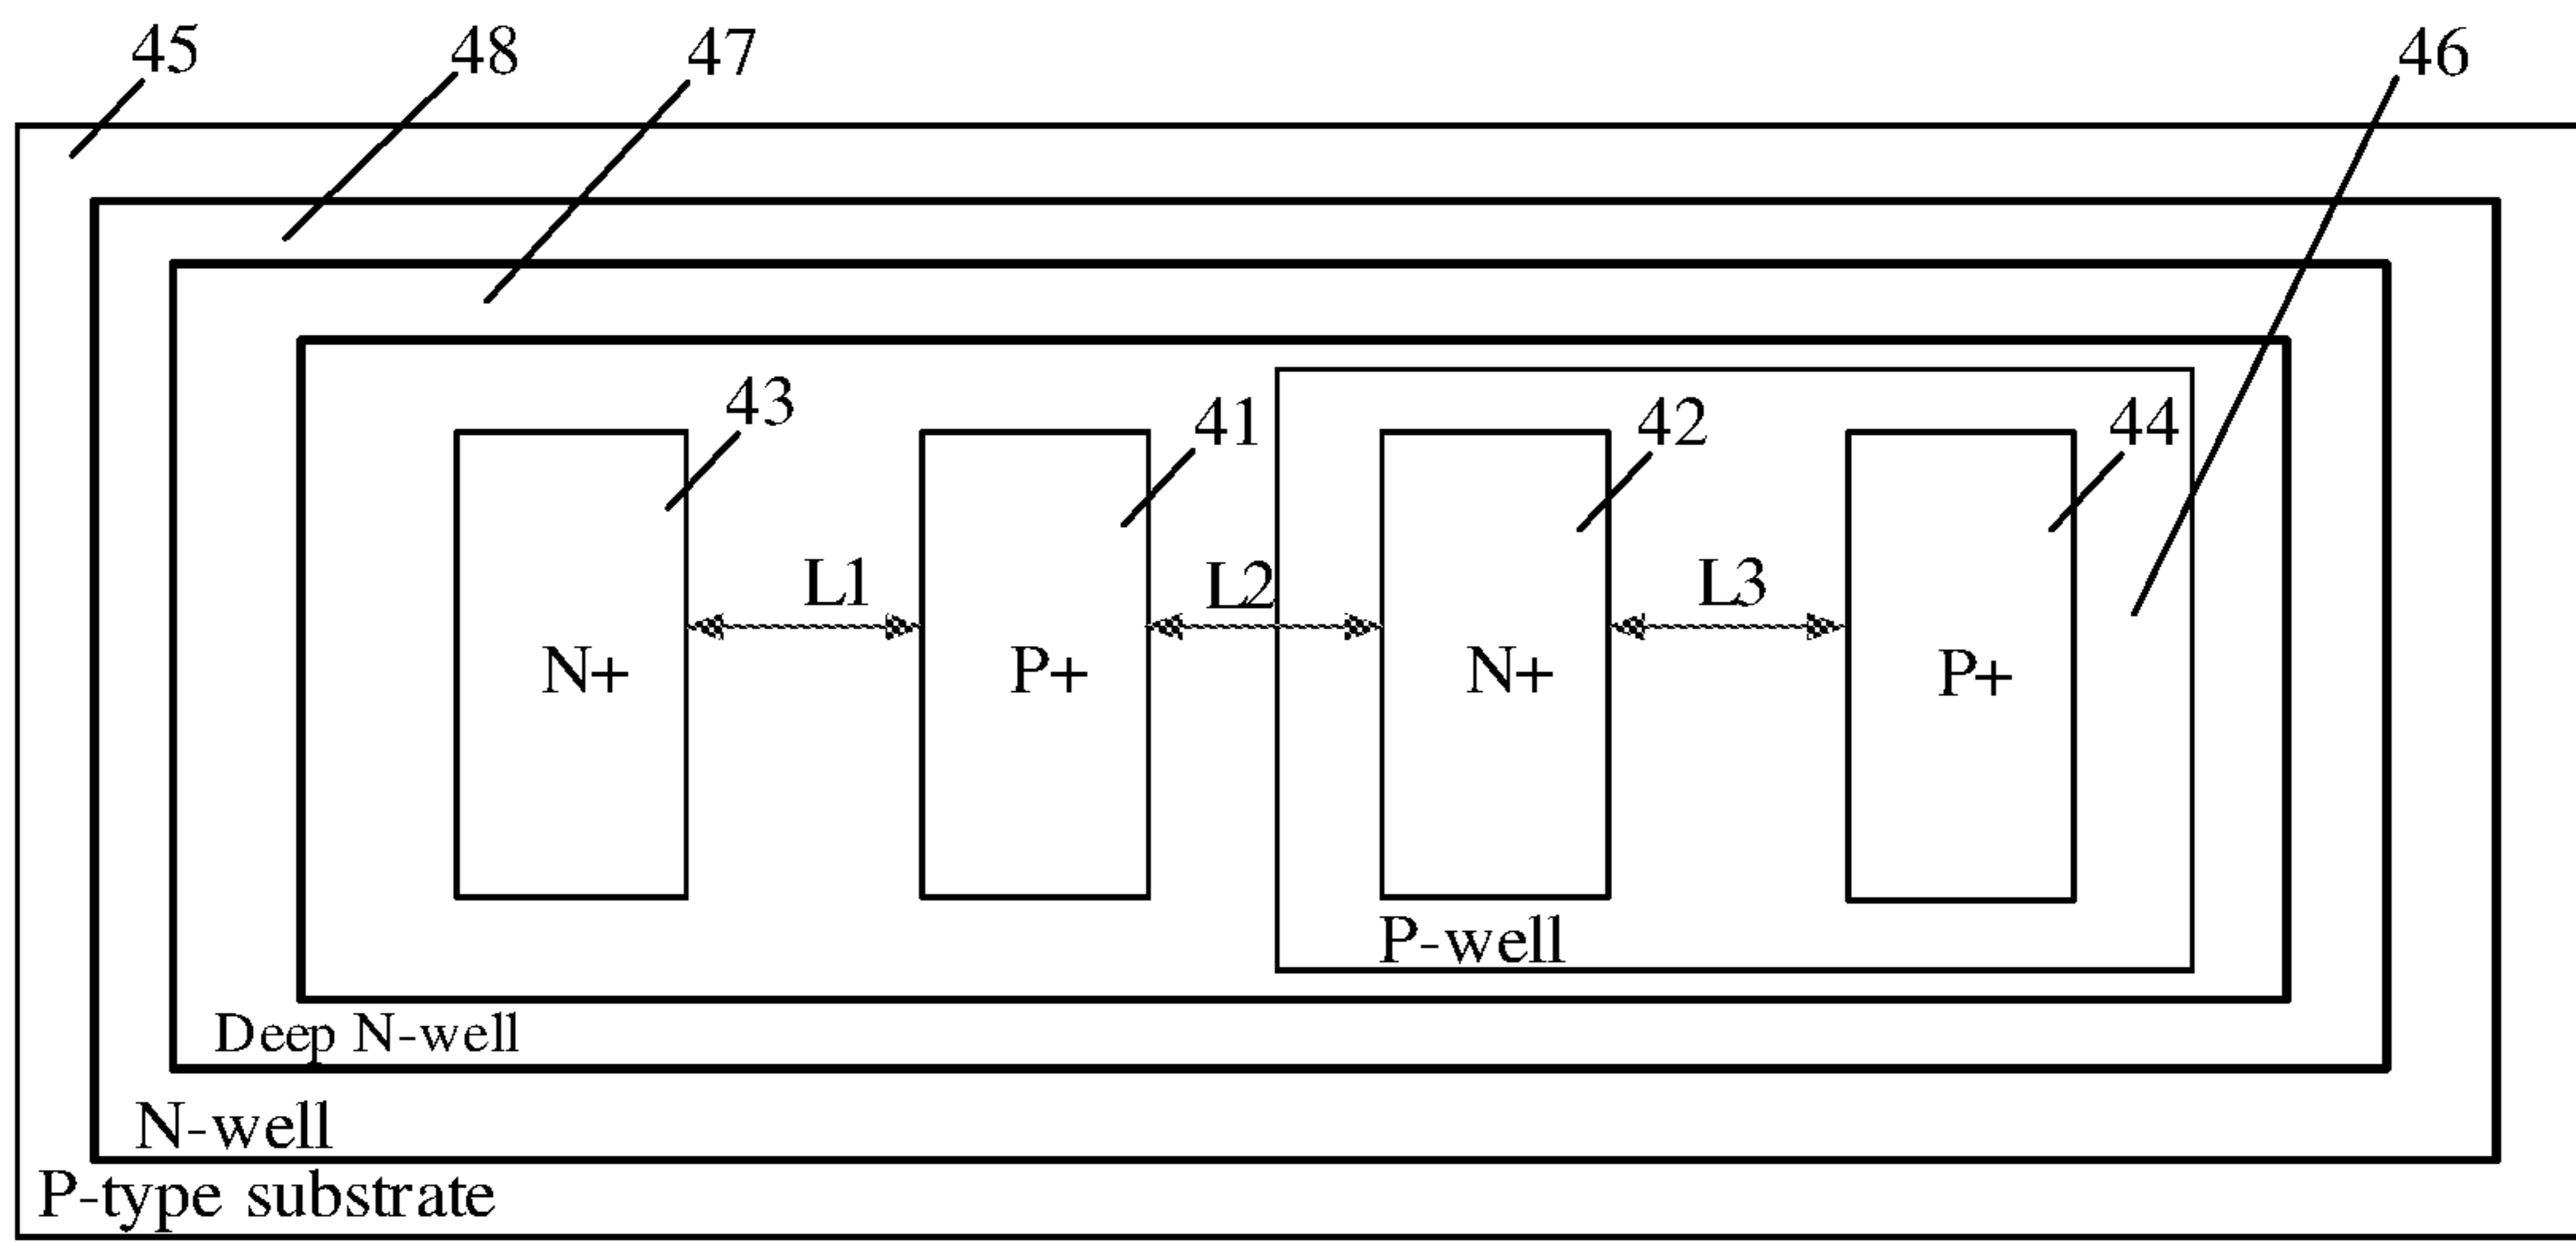 45
48
47
46
43
41
42
44
L1
L2
L3
N+
P+
N+
P+
P-well
Deep N-well
N-well
P-type substrate